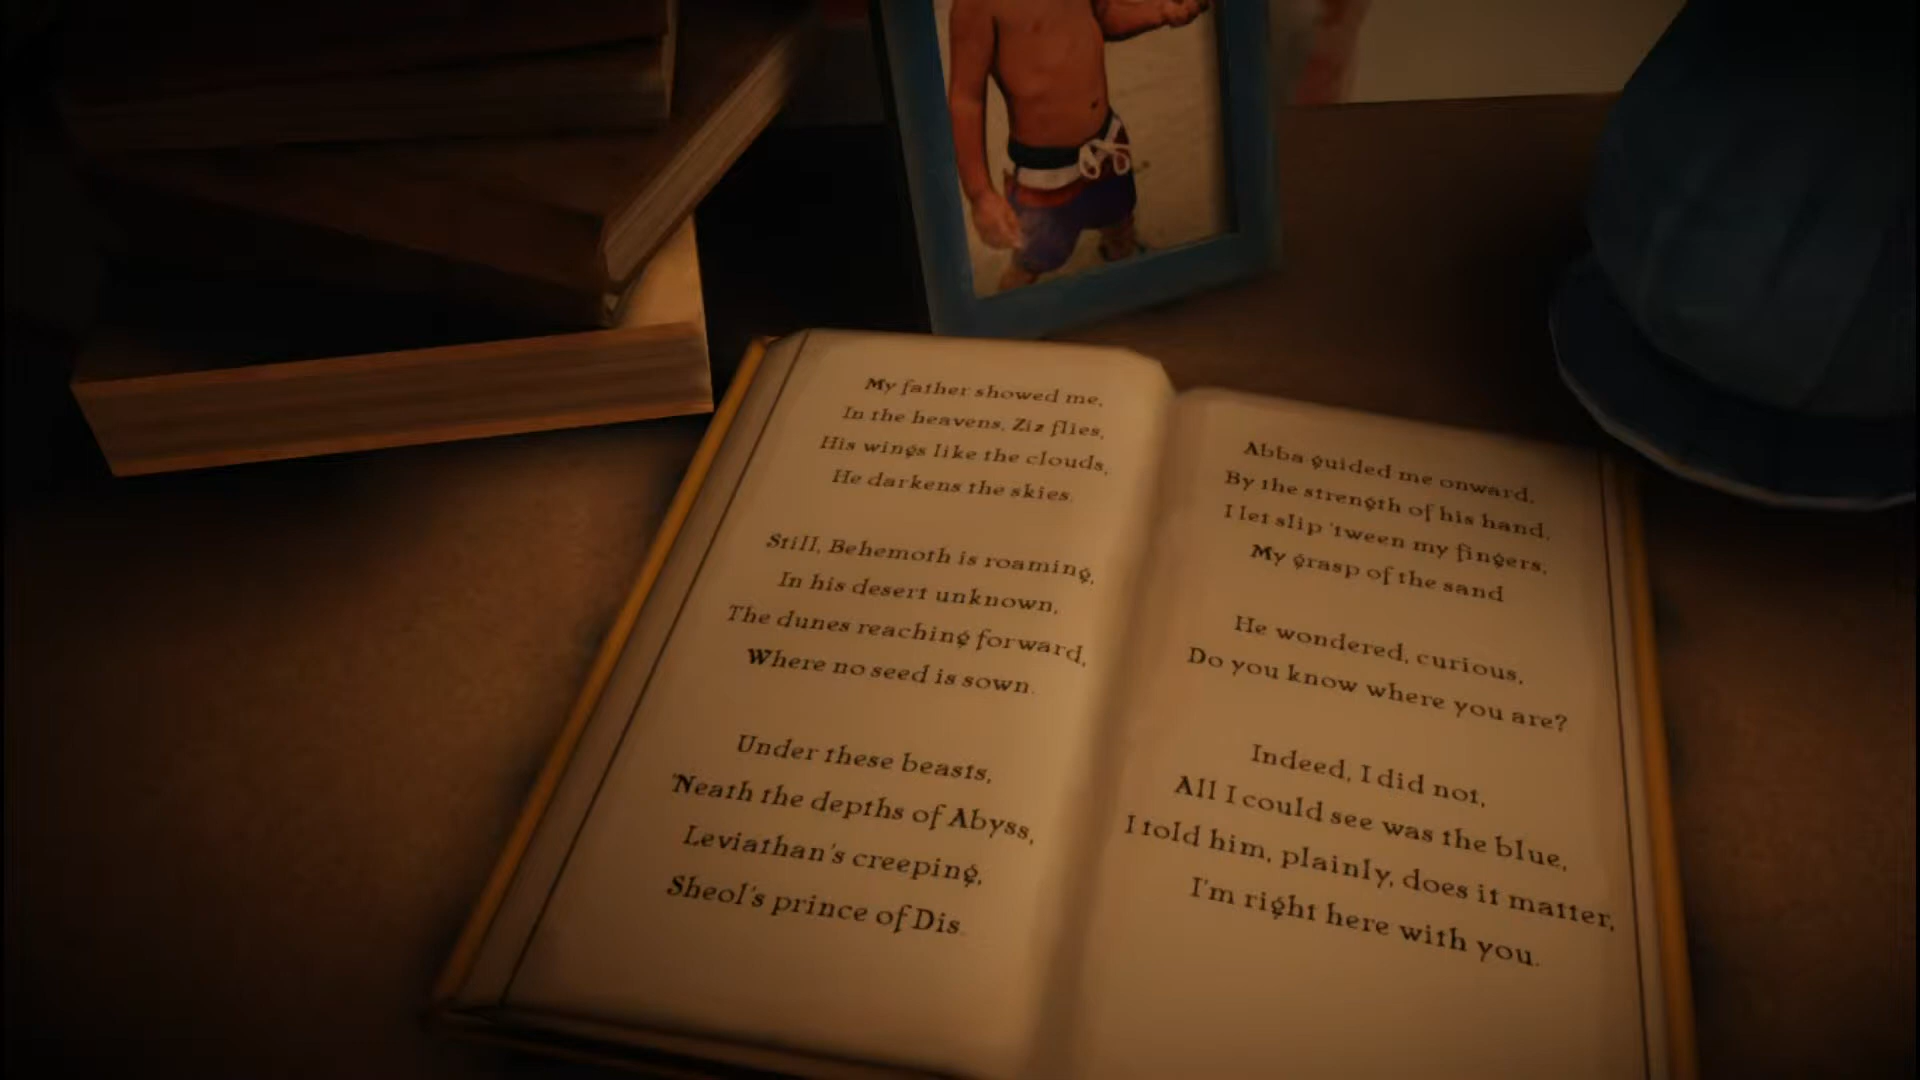 My father showed me,
In the heavens, Ziz flies,
His wings like the clouds,
He darkens the skies.
Still, Behemoth is roaming,
In his desert unknown,
The dunes reaching forward,
Where no seed is sown.
Under these beasts,
'Neath the depths of Abyss,
Leviathan's creeping,
Sheol's prince of Dis.
Abba guided me onward,
By the strength of his hand,
I let slip 'tween my fingers,
My grasp of the sand
He wondered, curious,
Do you know where you are?
Indeed, I did not,
All I could see was the blue,
I told him, plainly, does it matter,
I'm right here with you.